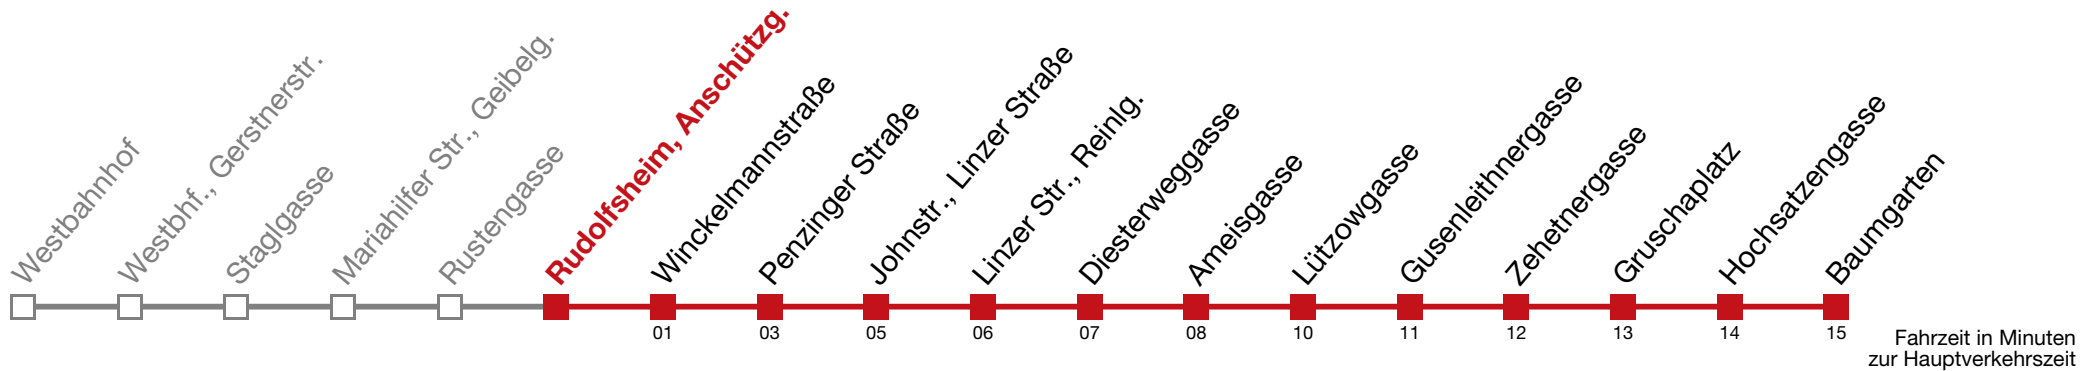 Westbahnhof
Westbhf., Gerstnerstr.
Staglgasse
Mariahilfer Str., Geibelg.
Rustengasse
Rudolfsheim, Anschützg.
Winckelmannstraße
Penzinger Straße
Johnstr., Linzer Straße
Linzer Str., Reinlg.
Diesterweggasse
Ameisgasse
Lützowgasse
Gusenleithnergasse
Zehetnergasse
Gruschaplatz
Hochsatzengasse
Baumgarten
01 03 05 06 07 08 10 11 12 13 14 15
Fahrzeit in Minuten
zur Hauptverkehrszeit